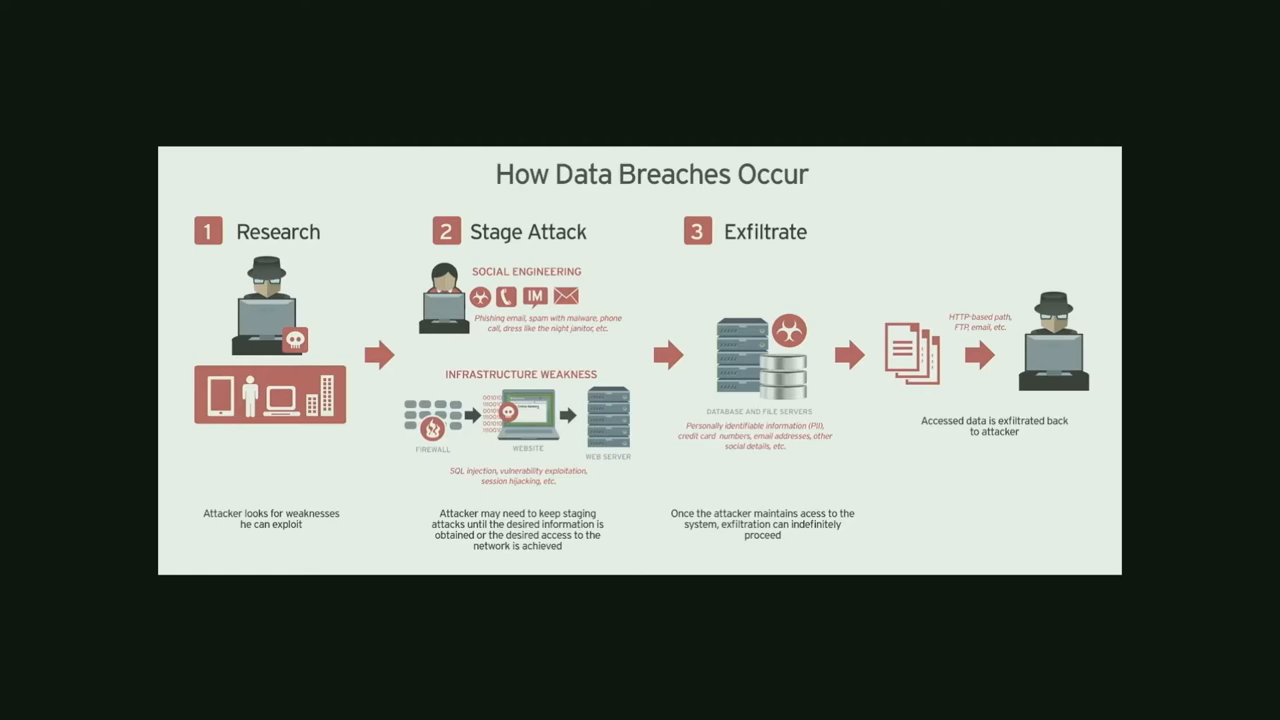 How Data Breaches Occur
1 Research
Attacker looks for weaknesses
he can exploit
2 Stage Attack
SOCIAL ENGINEERING
IM
Phishing email, spam with malware, phone
call, dress like the night janitor, etc.
INFRASTRUCTURE WEAKNESS
FIREWALL
WEBSITE
WEB SERVER
SQL injection, vulnerability exploitation,
session hijacking, etc.
Attacker may need to keep staging
attacks until the desired information is
obtained or the desired access to the
network is achieved
3 Exfiltrate
DATABASE AND FILE SERVERS
Personally identifiable information (PII),
credit card numbers, email addresses, other
social details, etc.
Once the attacker maintains acess to the
system, exfiltration can indefinitely
proceed
HTTP-based path,
FTP, email, etc.
Accessed data is exfiltrated back
to attacker